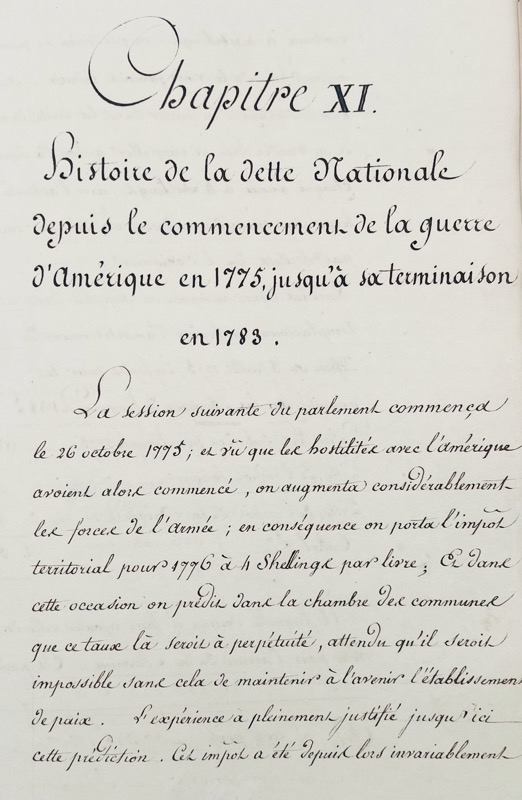 Chapitre XI.
Histoire de la dette Nationale
depuis le commencement de la guerre
d'Amérique en 1775, jusqu'à sa terminaison
en 1783.
La session suivante du parlement commença
le 26 octobre 1775; et vû que les hostilités avec l'amérique
avoient alors commencé, on augmenta considérablement
les forces de l'armée; en conséquence on porta l'impôt
territorial pour 1776 à 4 Shellings par livre; Et dans
cette occasion on prédit dans la chambre des communes
que ce taux là seroit à perpétuité, attendu qu'il seroit
impossible sans cela de maintenir à l'avenir l'établissement
de paix. L'expérience a pleinement justifié jusqu'ici
cette prédiction. Cet impôt a été depuis lors invariablement